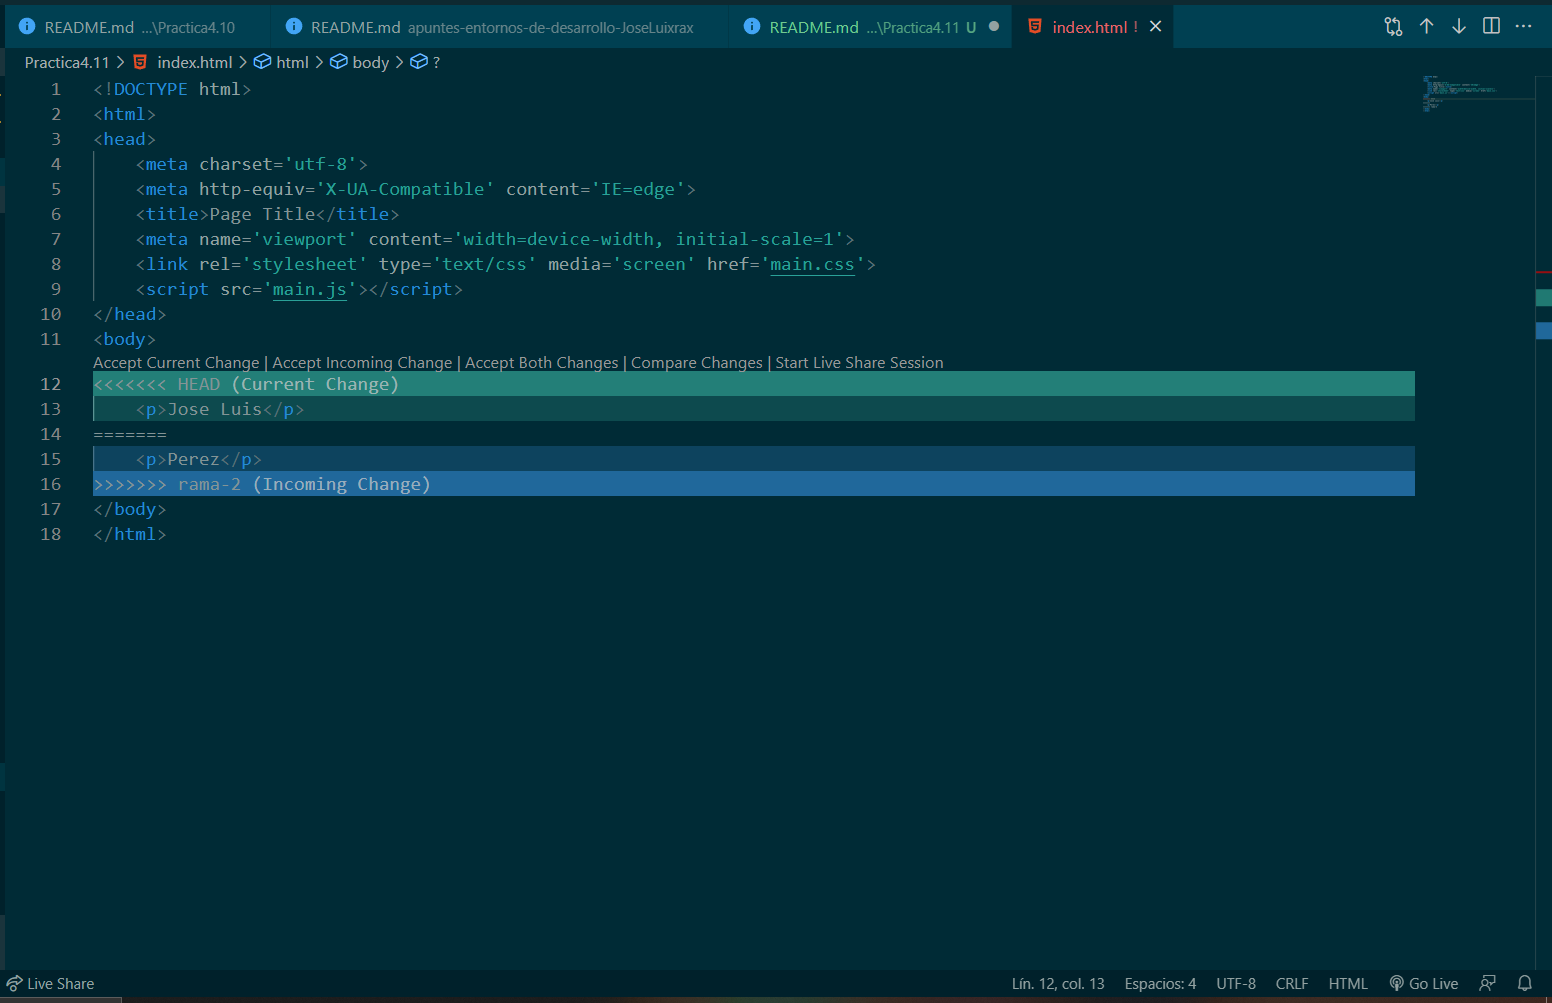 README.md ...\Practica4.10 README.md apuntes-entornos-de-desarrollo-JoseLuixrax README.md ...\Practica4.11 U index.html !
Practica4.11 > index.html > html > body > ?
1 <!DOCTYPE html>
2 <html>
3 <head>
4     <meta charset='utf-8'>
5     <meta http-equiv='X-UA-Compatible' content='IE=edge'>
6     <title>Page Title</title>
7     <meta name='viewport' content='width=device-width, initial-scale=1'>
8     <link rel='stylesheet' type='text/css' media='screen' href='main.css'>
9     <script src='main.js'></script>
10 </head>
11 <body>
Accept Current Change | Accept Incoming Change | Accept Both Changes | Compare Changes | Start Live Share Session
12 <<<<<<< HEAD (Current Change)
13     <p>Jose Luis</p>
14 =======
15     <p>Perez</p>
16 >>>>>>> rama-2 (Incoming Change)
17 </body>
18 </html>
Live Share Lín. 12, col. 13 Espacios: 4 UTF-8 CRLF HTML Go Live